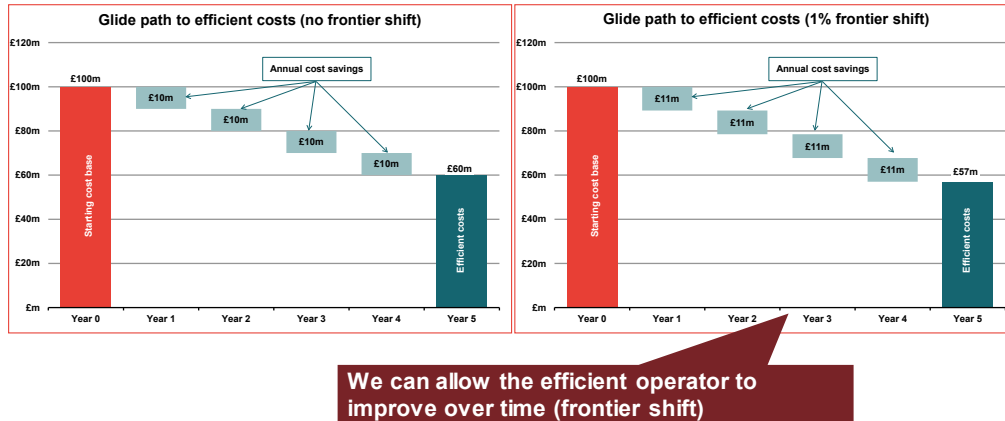 Glide path to efficient costs (no frontier shift)
£120m
£100m
£80m
£60m
£40m
£20m
£m
£100m
Starting cost base
Annual cost savings
£10m
£10m
£10m
£10m
£60m
Efficient costs
Year 0
Year 1
Year 2
Year 3
Year 4
Year 5
Glide path to efficient costs (1% frontier shift)
£120m
£100m
£80m
£60m
£40m
£20m
£m
£100m
Starting cost base
Annual cost savings
£11m
£11m
£11m
£11m
£57m
Efficient costs
Year 0
Year 1
Year 2
Year 3
Year 4
Year 5
We can allow the efficient operator to
improve over time (frontier shift)